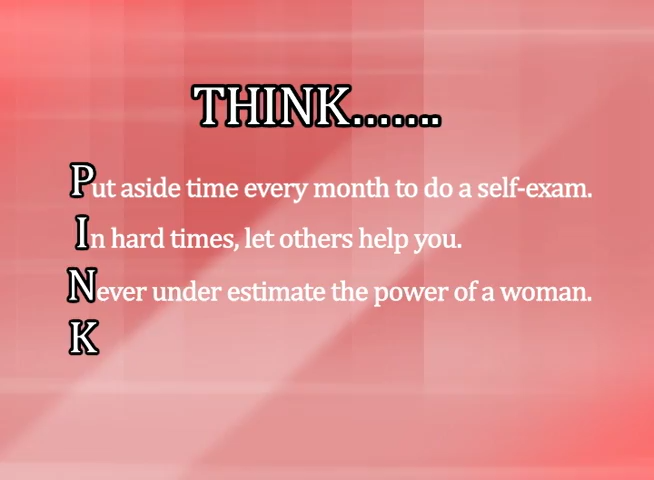 THINK.......
Put aside time every month to do a self-exam.
In hard times, let others help you.
Never under estimate the power of a woman.
K